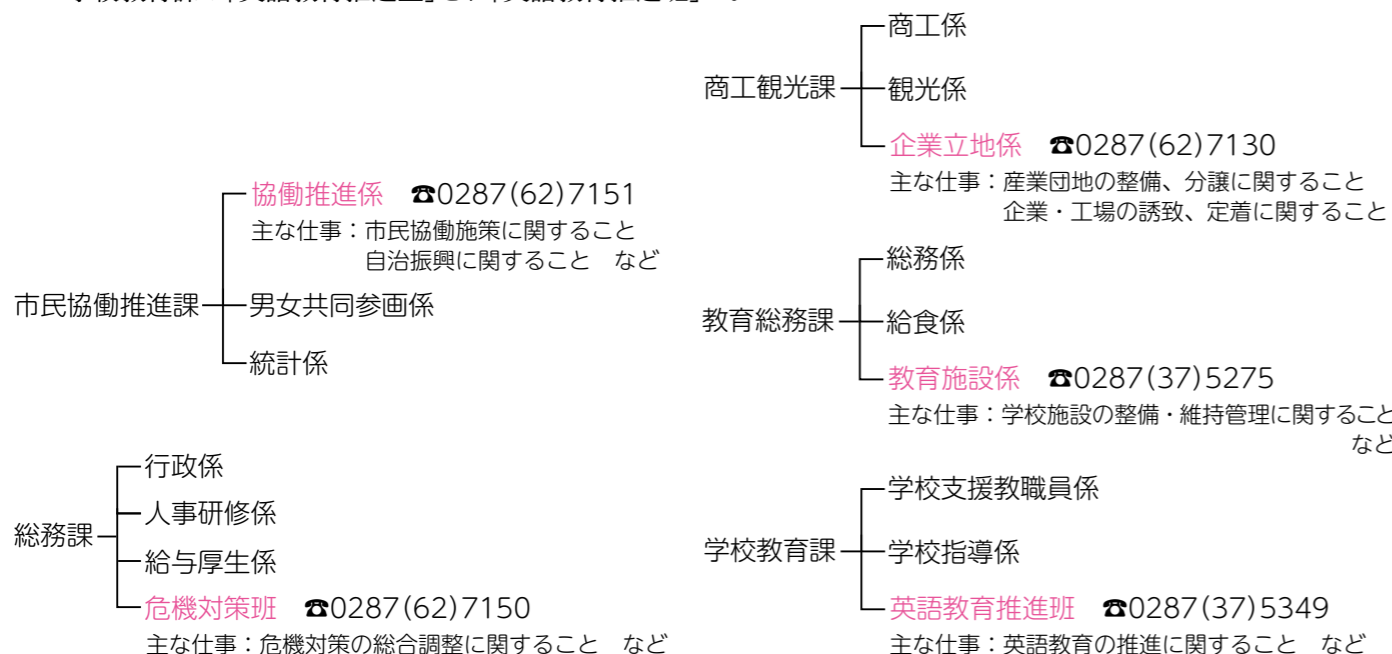 市民協働推進課
協働推進係 ☎0287(62)7151
主な仕事：市民協働施策に関すること
自治振興に関すること など
男女共同参画係
統計係
総務課
行政係
人事研修係
給与厚生係
危機対策班 ☎0287(62)7150
主な仕事：危機対策の総合調整に関すること など
商工観光課
商工係
観光係
企業立地係 ☎0287(62)7130
主な仕事：産業団地の整備、分譲に関すること
企業・工場の誘致、定着に関すること
教育総務課
総務係
給食係
教育施設係 ☎0287(37)5275
主な仕事：学校施設の整備・維持管理に関すること
など
学校教育課
学校支援教職員係
学校指導係
英語教育推進班 ☎0287(37)5349
主な仕事：英語教育の推進に関すること など